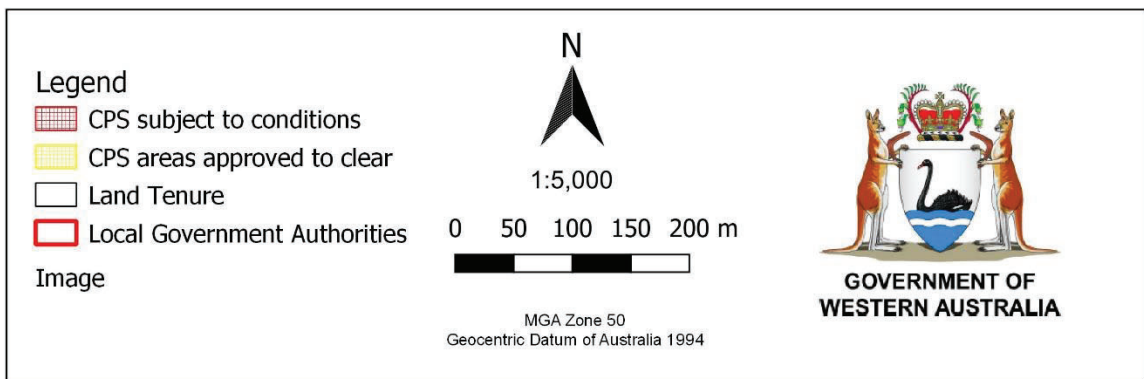 Legend
CPS subject to conditions
CPS areas approved to clear
Land Tenure
Local Government Authorities
Image
N
1:5,000
0 50 100 150 200 m
MGA Zone 50
Geocentric Datum of Australia 1994
GOVERNMENT OF
WESTERN AUSTRALIA